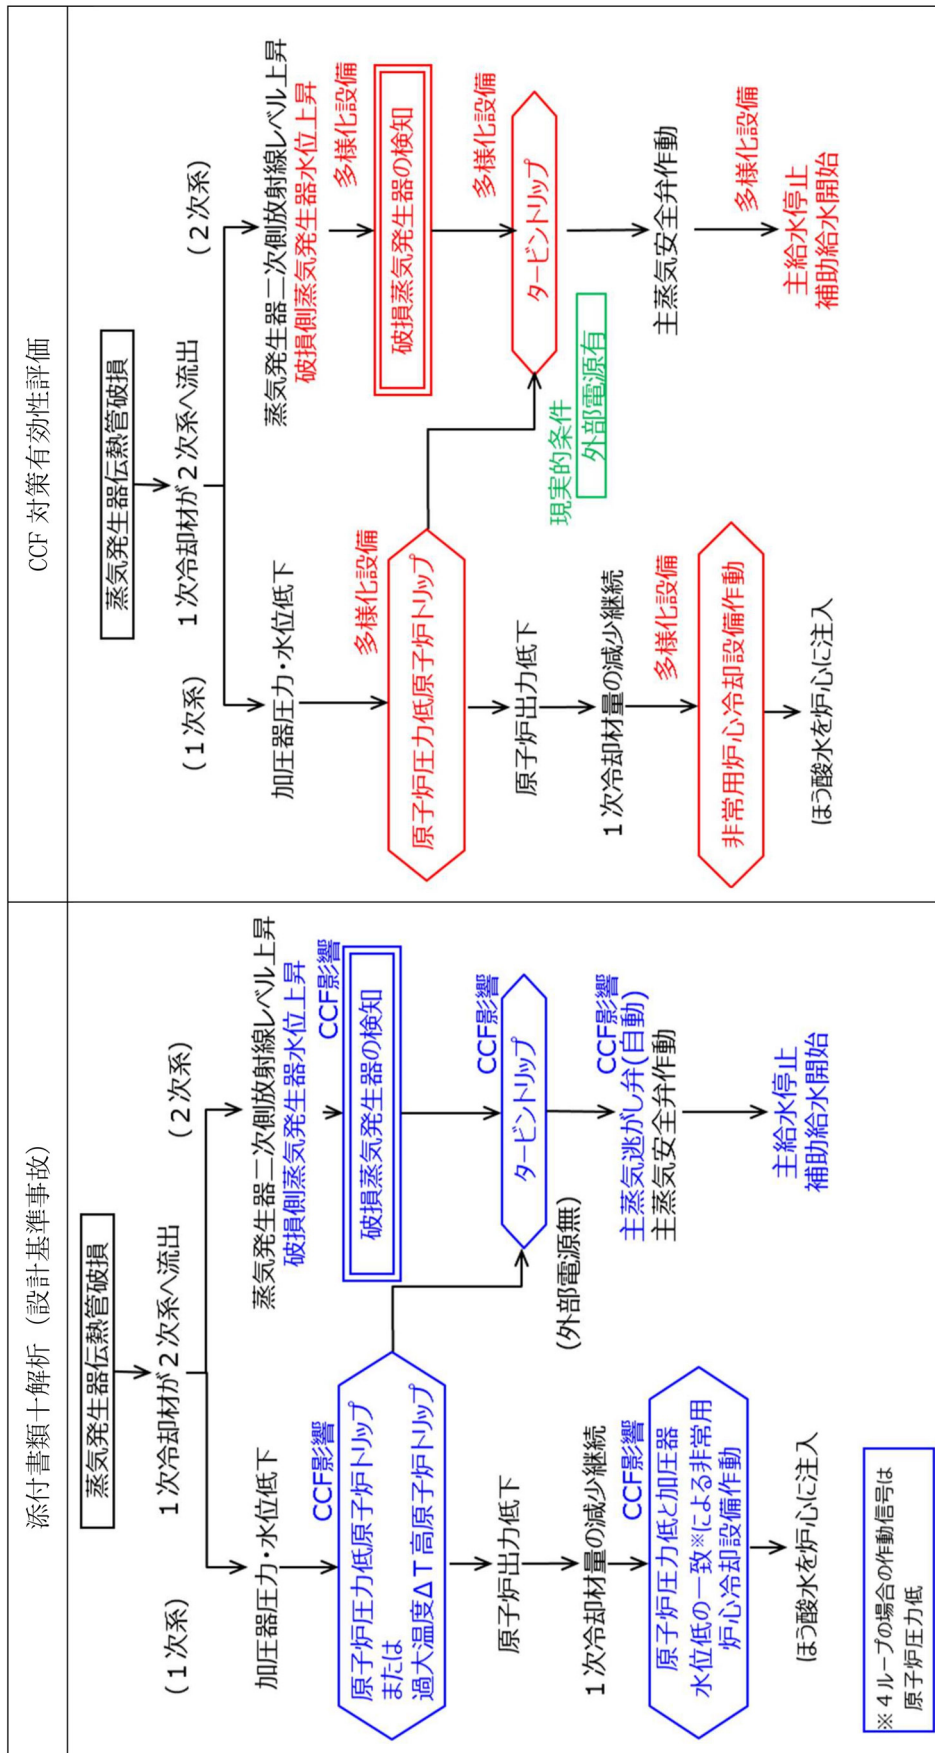 添付書類十解析（設計基準事故）
蒸気発生器伝熱管破損
１次冷却材が２次系へ流出
(１次系)
(２次系)
加圧器圧力・水位低下
CCF影響
原子炉圧力低原子炉トリップ
または
過大温度ΔＴ高原子炉トリップ
原子炉出力低下
１次冷却材量の減少継続
CCF影響
原子炉圧力低と加圧器
水位低の一致※による非常用
炉心冷却設備作動
ほう酸水を炉心に注入
蒸気発生器二次側放射線レベル上昇
破損側蒸気発生器水位上昇
CCF影響
破損蒸気発生器の検知
CCF影響
タービントリップ
(外部電源無)
CCF影響
主蒸気逃がし弁(自動)
主蒸気安全弁作動
主給水停止
補助給水開始
※４ループの場合の作動信号は
原子炉圧力低
CCF 対策有効性評価
蒸気発生器伝熱管破損
１次冷却材が２次系へ流出
(１次系)
(２次系)
加圧器圧力・水位低下
多様化設備
原子炉圧力低原子炉トリップ
原子炉出力低下
１次冷却材量の減少継続
多様化設備
非常用炉心冷却設備作動
ほう酸水を炉心に注入
蒸気発生器二次側放射線レベル上昇
破損側蒸気発生器水位上昇
多様化設備
破損蒸気発生器の検知
多様化設備
タービントリップ
現実的条件
外部電源有
主蒸気安全弁作動
多様化設備
主給水停止
補助給水開始